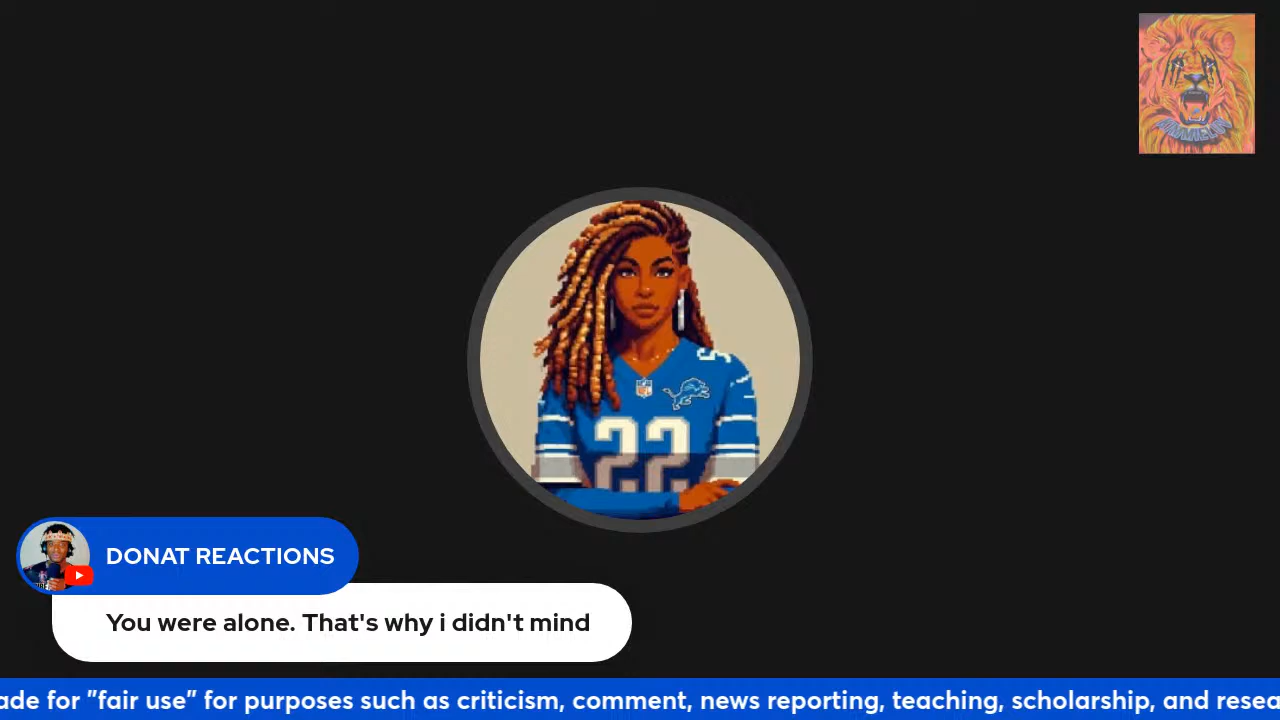 22
DONAT REACTIONS
You were alone. That's why i didn't mind
ade for "fair use" for purposes such as criticism, comment, news reporting, teaching, scholarship, and resea